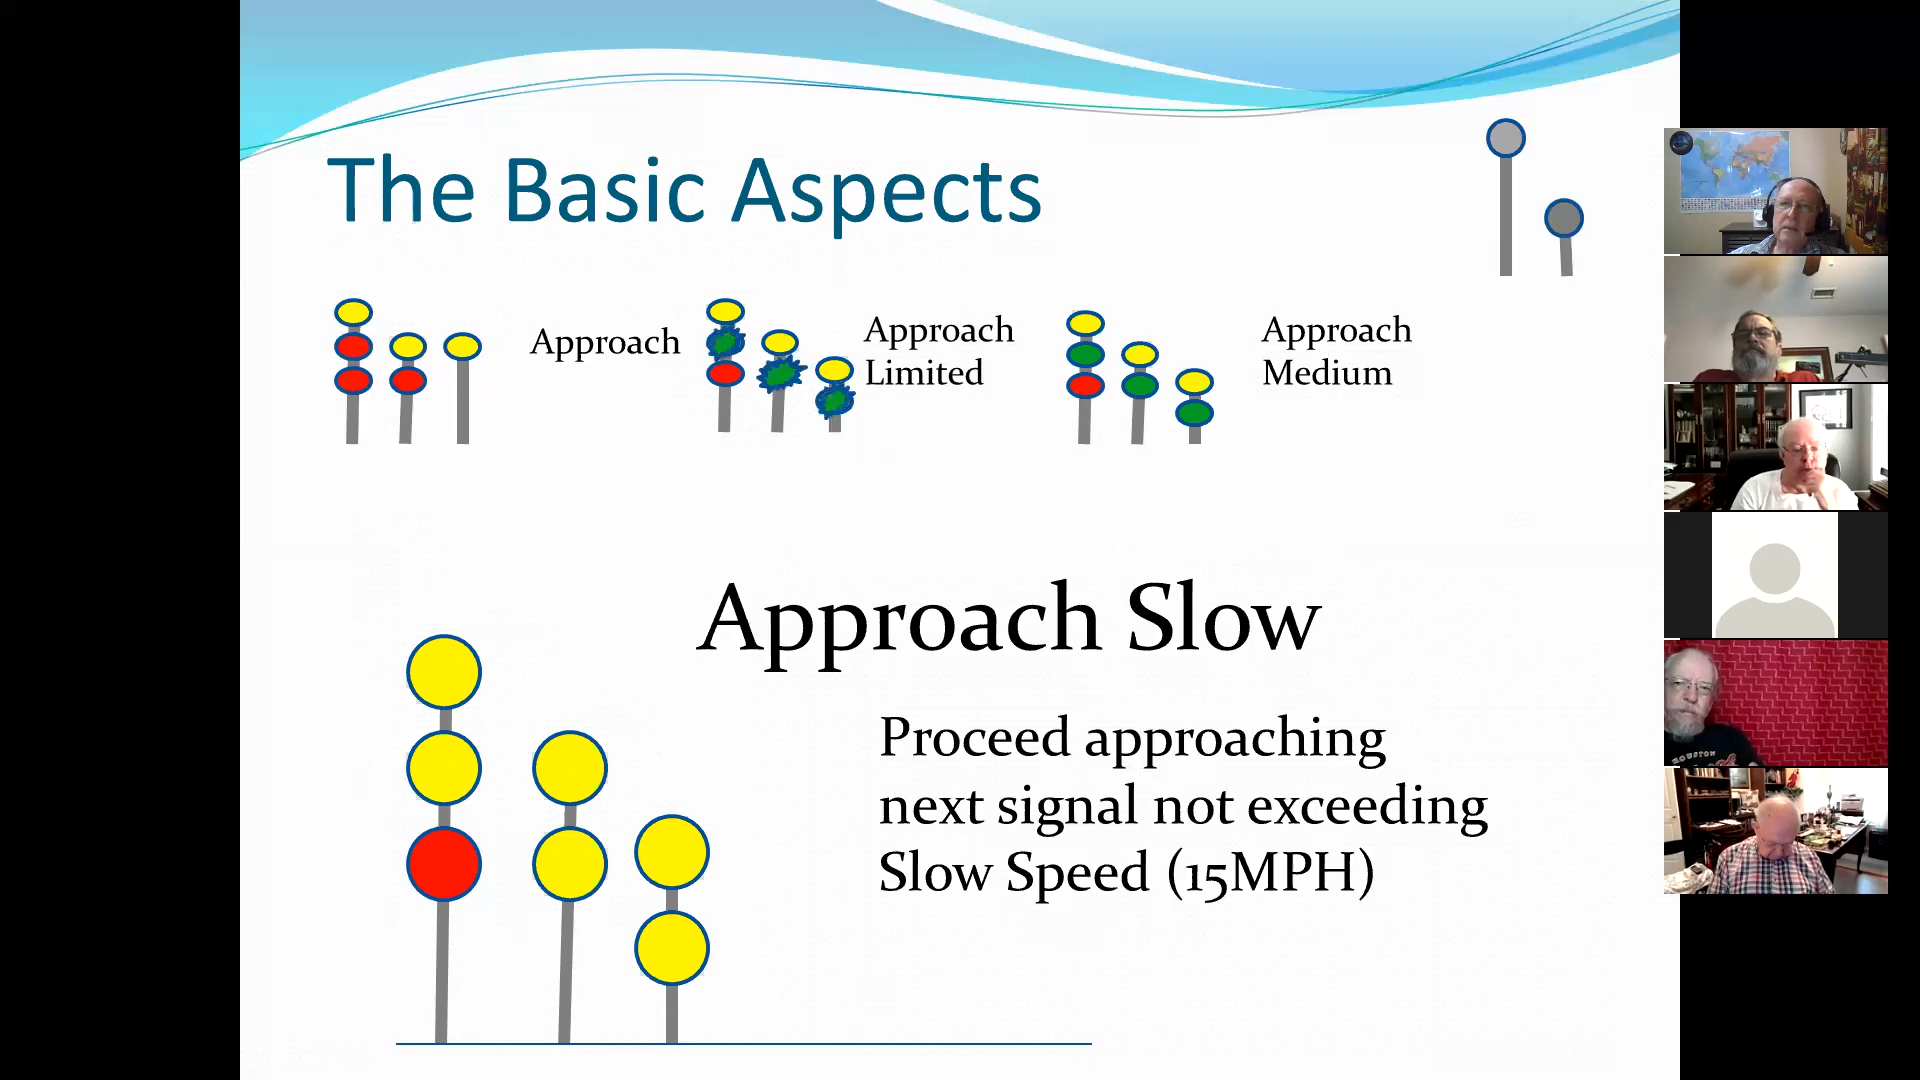 The Basic Aspects
Approach
Approach
Limited
Approach
Medium
Approach Slow
Proceed approaching
next signal not exceeding
Slow Speed (15MPH)
HOUSTON